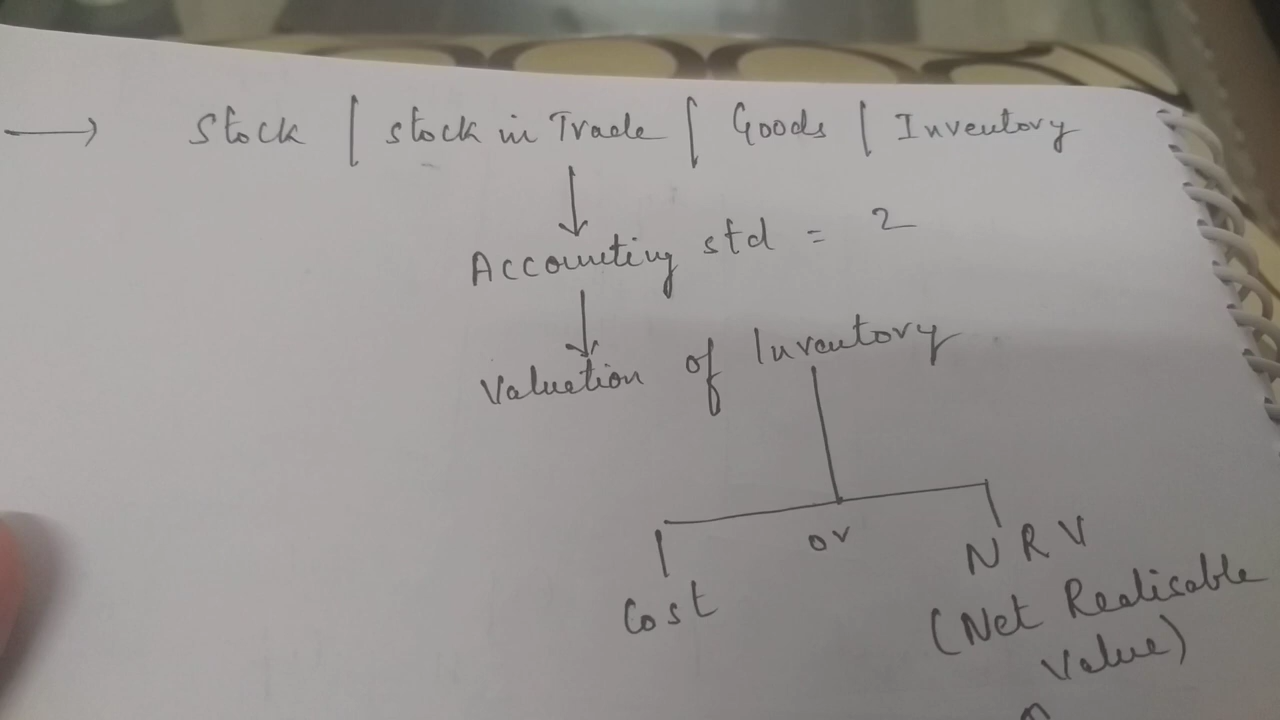 → Stock | stock in Trade | Goods | Inventory
Accounting std = 2
Valuation of Inventory
or
Cost
NRV
(Net Realisable
Value)